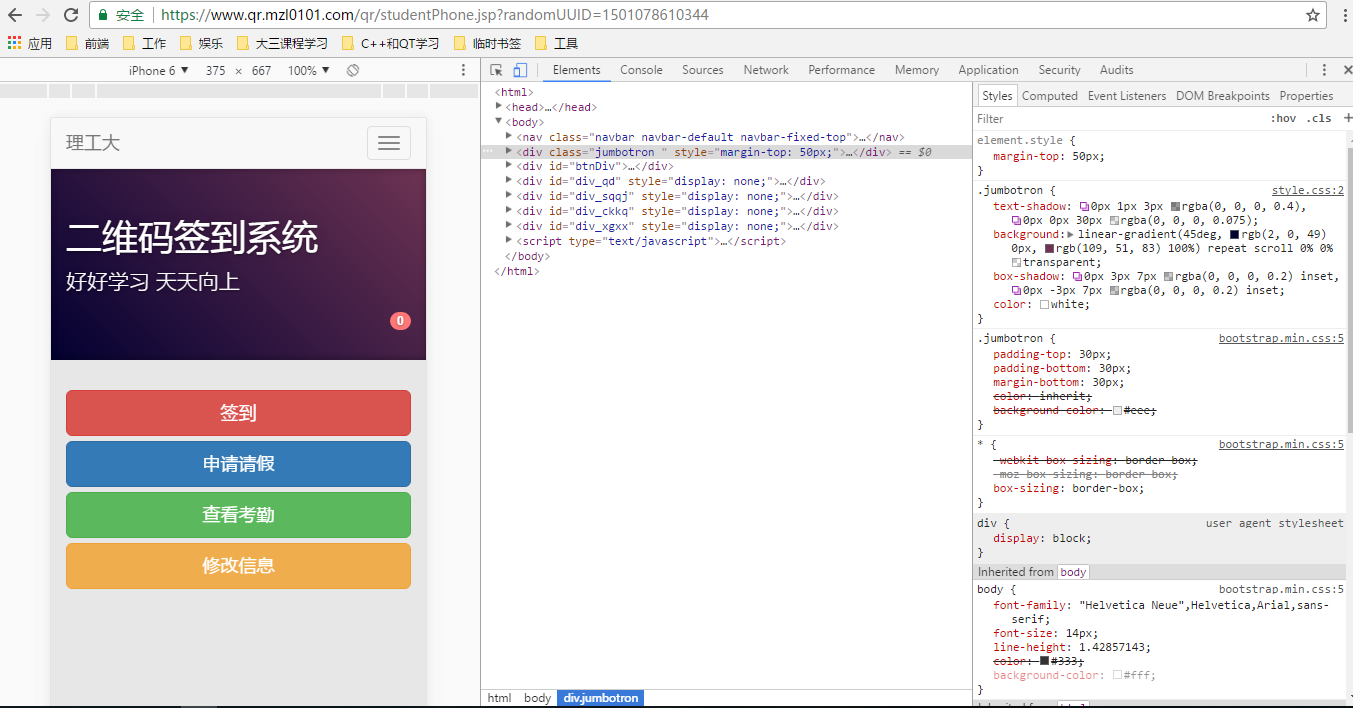 安全 https://www.qr.mzl0101.com/qr/studentPhone.jsp?randomUUID=1501078610344
应用 前端 工作 娱乐 大三课程学习 C++和QT学习 临时书签 工具
iPhone 6 ▼ 375 × 667 100% ▼
Elements Console Sources Network Performance Memory Application Security Audits
理工大
二维码签到系统
好好学习 天天向上
0
签到
申请请假
查看考勤
修改信息
<html>
<head>…</head>
<body>
<nav class="navbar navbar-default navbar-fixed-top">…</nav>
<div class="jumbotron " style="margin-top: 50px;">…</div> == $0
<div id="btnDiv">…</div>
<div id="div_qd" style="display: none;">…</div>
<div id="div_sqqj" style="display: none;">…</div>
<div id="div_ckkq" style="display: none;">…</div>
<div id="div_xgxx" style="display: none;">…</div>
<script type="text/javascript">…</script>
</body>
</html>
html body div.jumbotron
Styles Computed Event Listeners DOM Breakpoints Properties
Filter :hov .cls +
element.style {
margin-top: 50px;
}
.jumbotron { style.css:2
text-shadow: 0px 1px 3px rgba(0, 0, 0, 0.4),
0px 0px 30px rgba(0, 0, 0, 0.075);
background: linear-gradient(45deg, rgb(2, 0, 49)
0px, rgb(109, 51, 83) 100%) repeat scroll 0% 0%
transparent;
box-shadow: 0px 3px 7px rgba(0, 0, 0, 0.2) inset,
0px -3px 7px rgba(0, 0, 0, 0.2) inset;
color: white;
}
.jumbotron { bootstrap.min.css:5
padding-top: 30px;
padding-bottom: 30px;
margin-bottom: 30px;
color: inherit;
background-color: #eee;
}
* { bootstrap.min.css:5
-webkit-box-sizing: border-box;
-moz-box-sizing: border-box;
box-sizing: border-box;
}
div { user agent stylesheet
display: block;
}
Inherited from body
body { bootstrap.min.css:5
font-family: "Helvetica Neue",Helvetica,Arial,sans-
serif;
font-size: 14px;
line-height: 1.42857143;
color: #333;
background-color: #fff;
}